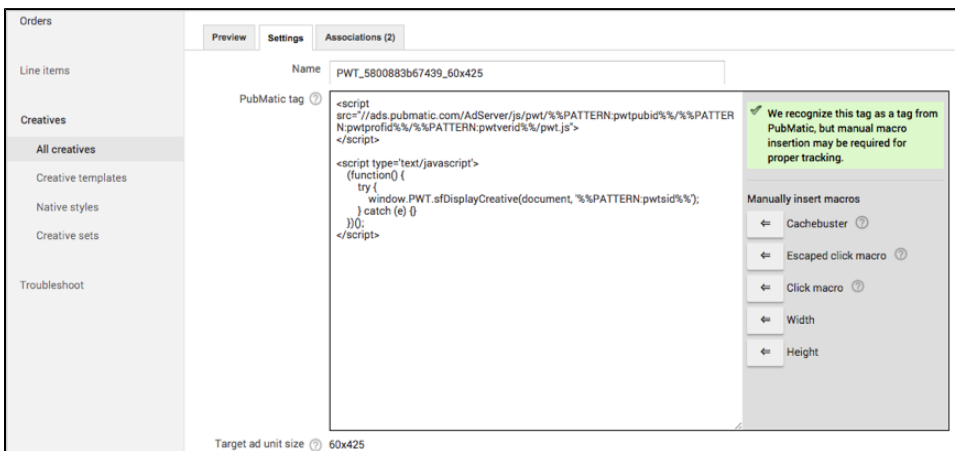 Orders
Line items
Creatives
All creatives
Creative templates
Native styles
Creative sets
Troubleshoot
Preview
Settings
Associations (2)
Name
PWT_5800883b67439_60x425
PubMatic tag ?
<script
src="//ads.pubmatic.com/AdServer/js/pwt/%%PATTERN:pwtpubid%%/%%PATTER
N:pwtprofid%%/%%PATTERN:pwtverid%%/pwt.js">
</script>
<script type='text/javascript'>
(function() {
try {
window.PWT.sfDisplayCreative(document, '%%PATTERN:pwtsid%%');
} catch (e) {}
})();
</script>
We recognize this tag as a tag from
PubMatic, but manual macro
insertion may be required for
proper tracking.
Manually insert macros
⇐ Cachebuster ?
⇐ Escaped click macro ?
⇐ Click macro ?
⇐ Width
⇐ Height
Target ad unit size ? 60x425